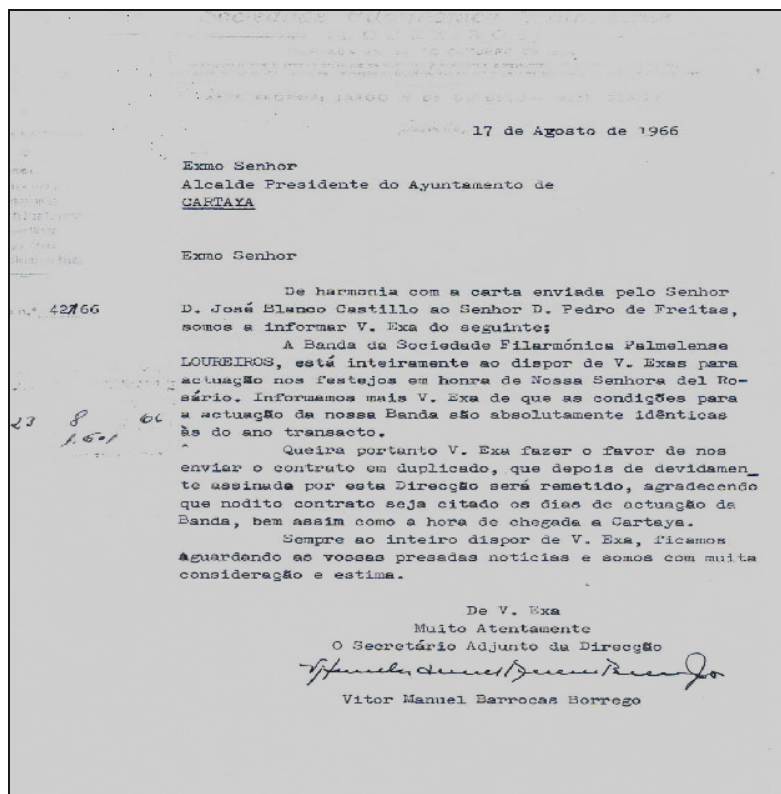 17 de Agosto de 1966
Exmo Senhor
Alcalde Presidente do Ayuntamento de
CARTAYA
Exmo Senhor
De harmonia com a carta enviada pelo Senhor
D. José Blanco Castillo ao Senhor D. Pedro de Freitas,
somos a informar V. Exa do seguinte;
A Banda da Sociedade Filarmónica Palmelense
LOUREIROS, está inteiramente ao dispor de V. Exas para
actuação nos festejos em honra de Nossa Senhora del Ro-
sário. Informamos mais V. Exa de que as condições para
a actuação da nossa Banda são absolutamente idênticas
às do ano transacto.
Queira portanto V. Exa fazer o favor de nos
enviar o contrato em duplicado, que depois de devidamen_
te assinada por esta Direcção será remetido, agradecendo
que nodito contrato seja citado os dias de actuação da
Banda, bem assim como a hora de chegada a Cartaya.
Sempre ao inteiro dispor de V. Exa, ficamos
aguardando as vossas presadas noticias e somos com muita
consideração e estima.
De V. Exa
Muito Atentamente
O Secretário Adjunto da Direcção
Vitor Manuel Barrocas Borrego
23 8 66